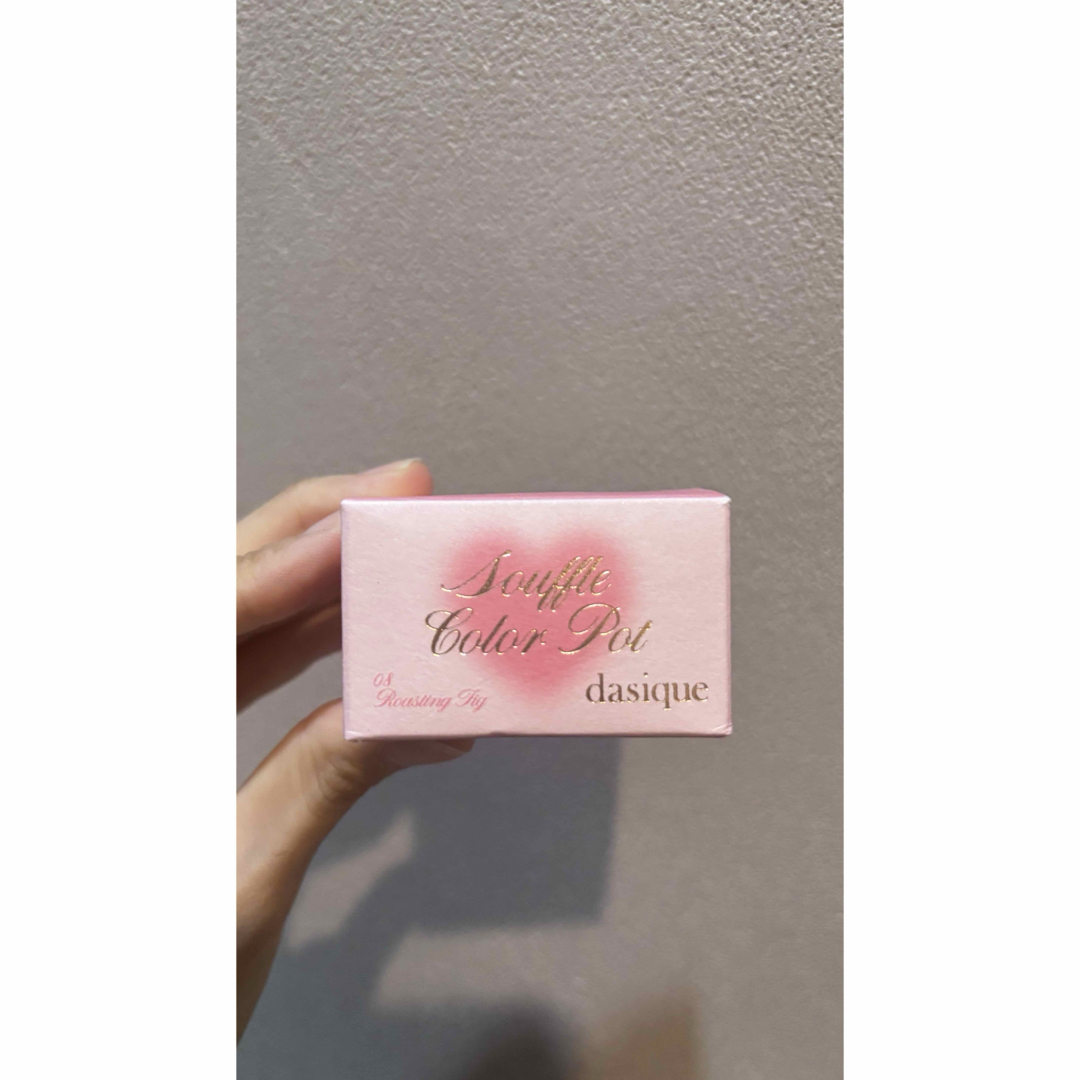 Souffle
Color Pot
08
Roasting Fig
dasique